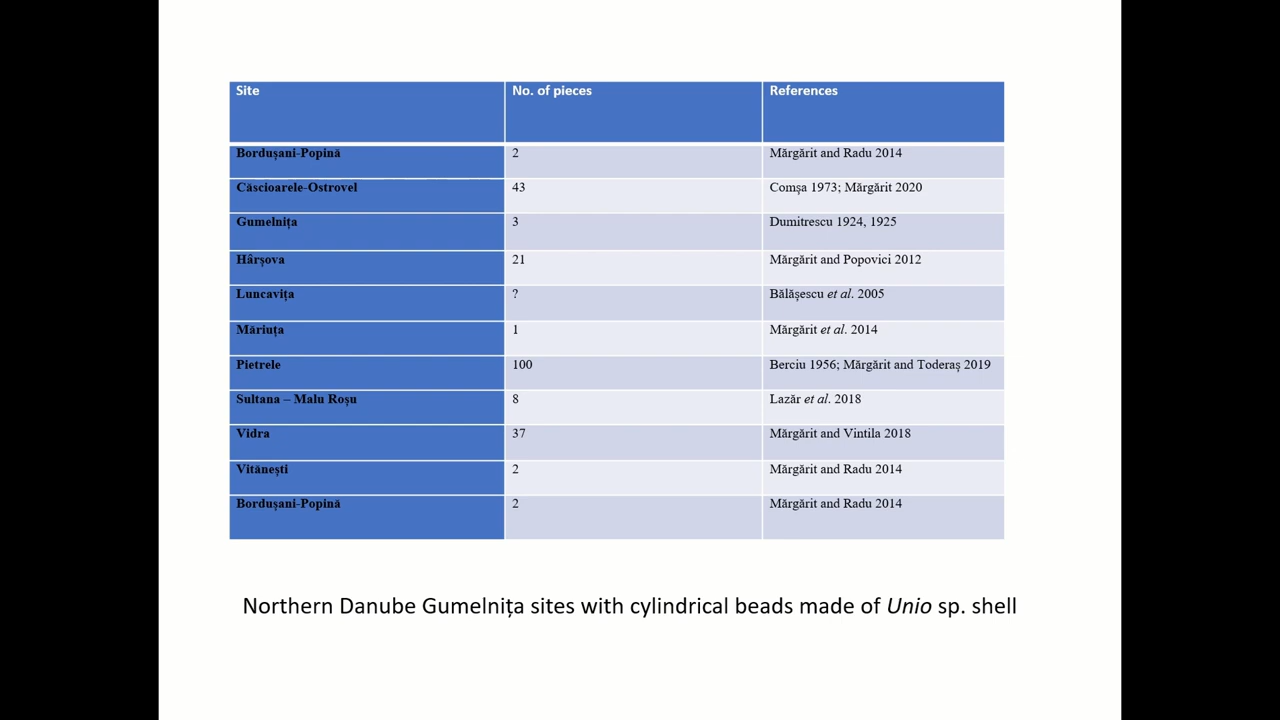 Site No. of pieces References
Bordușani-Popină 2 Mărgărit and Radu 2014
Căscioarele-Ostrovel 43 Comșa 1973; Mărgărit 2020
Gumelnița 3 Dumitrescu 1924, 1925
Hârșova 21 Mărgărit and Popovici 2012
Luncavița ? Bălășescu et al. 2005
Măriuța 1 Mărgărit et al. 2014
Pietrele 100 Berciu 1956; Mărgărit and Toderaș 2019
Sultana – Malu Roșu 8 Lazăr et al. 2018
Vidra 37 Mărgărit and Vintila 2018
Vitănești 2 Mărgărit and Radu 2014
Bordușani-Popină 2 Mărgărit and Radu 2014
Northern Danube Gumelnița sites with cylindrical beads made of Unio sp. shell